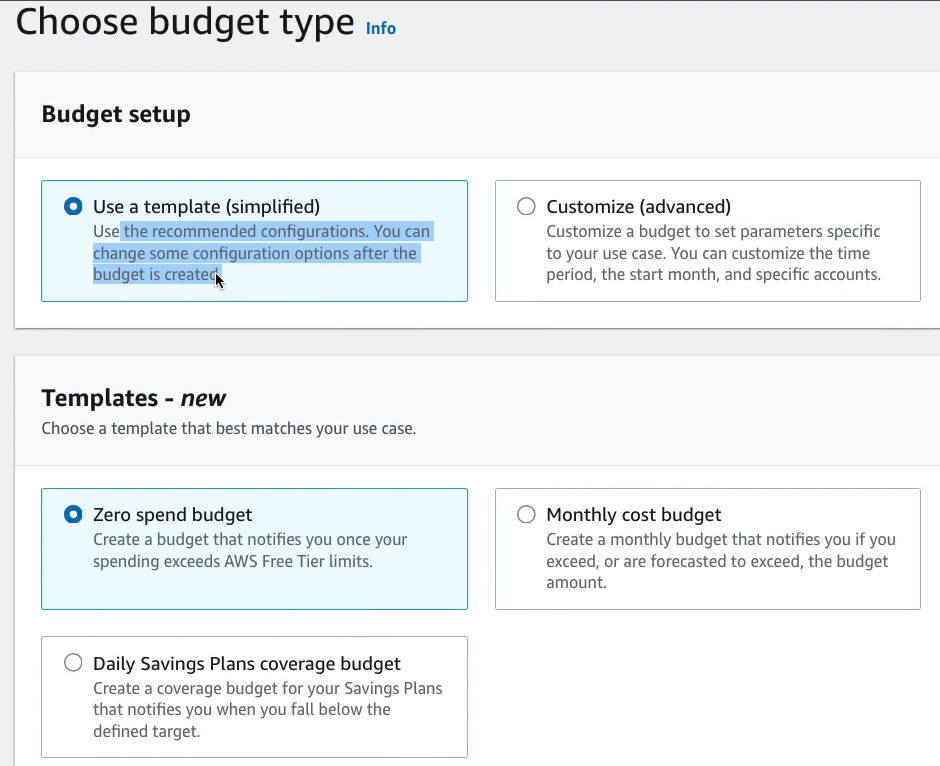 Choose budget type Info
Budget setup
Use a template (simplified)
Use the recommended configurations. You can
change some configuration options after the
budget is created.
Customize (advanced)
Customize a budget to set parameters specific
to your use case. You can customize the time
period, the start month, and specific accounts.
Templates - new
Choose a template that best matches your use case.
Zero spend budget
Create a budget that notifies you once your
spending exceeds AWS Free Tier limits.
Monthly cost budget
Create a monthly budget that notifies you if you
exceed, or are forecasted to exceed, the budget
amount.
Daily Savings Plans coverage budget
Create a coverage budget for your Savings Plans
that notifies you when you fall below the
defined target.